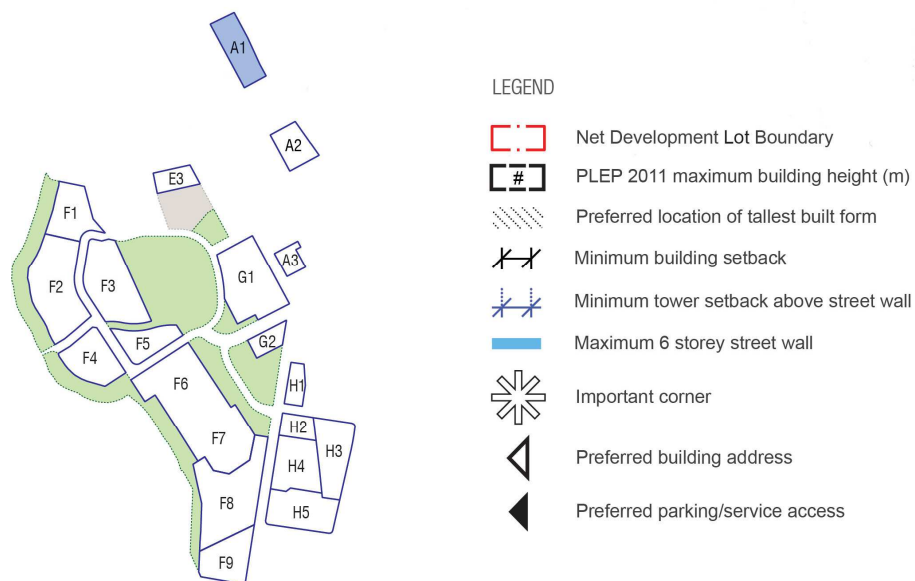 A1
A2
E3
F1
A3
G1
F2
F3
G2
F5
F4
F6
H1
H2
F7
H3
H4
F8
H5
F9
LEGEND
Net Development Lot Boundary
# PLEP 2011 maximum building height (m)
Preferred location of tallest built form
Minimum building setback
Minimum tower setback above street wall
Maximum 6 storey street wall
Important corner
Preferred building address
Preferred parking/service access